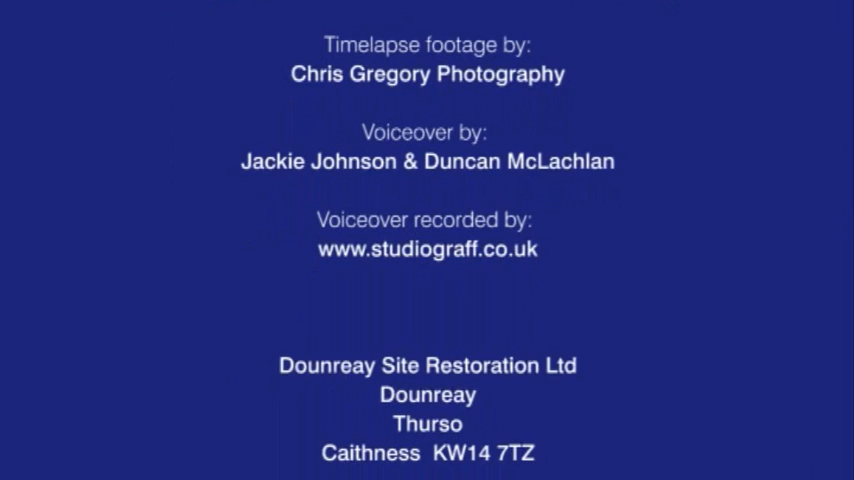 Timelapse footage by:
Chris Gregory Photography
Voiceover by:
Jackie Johnson & Duncan McLachlan
Voiceover recorded by:
www.studiograff.co.uk
Dounreay Site Restoration Ltd
Dounreay
Thurso
Caithness KW14 7TZ